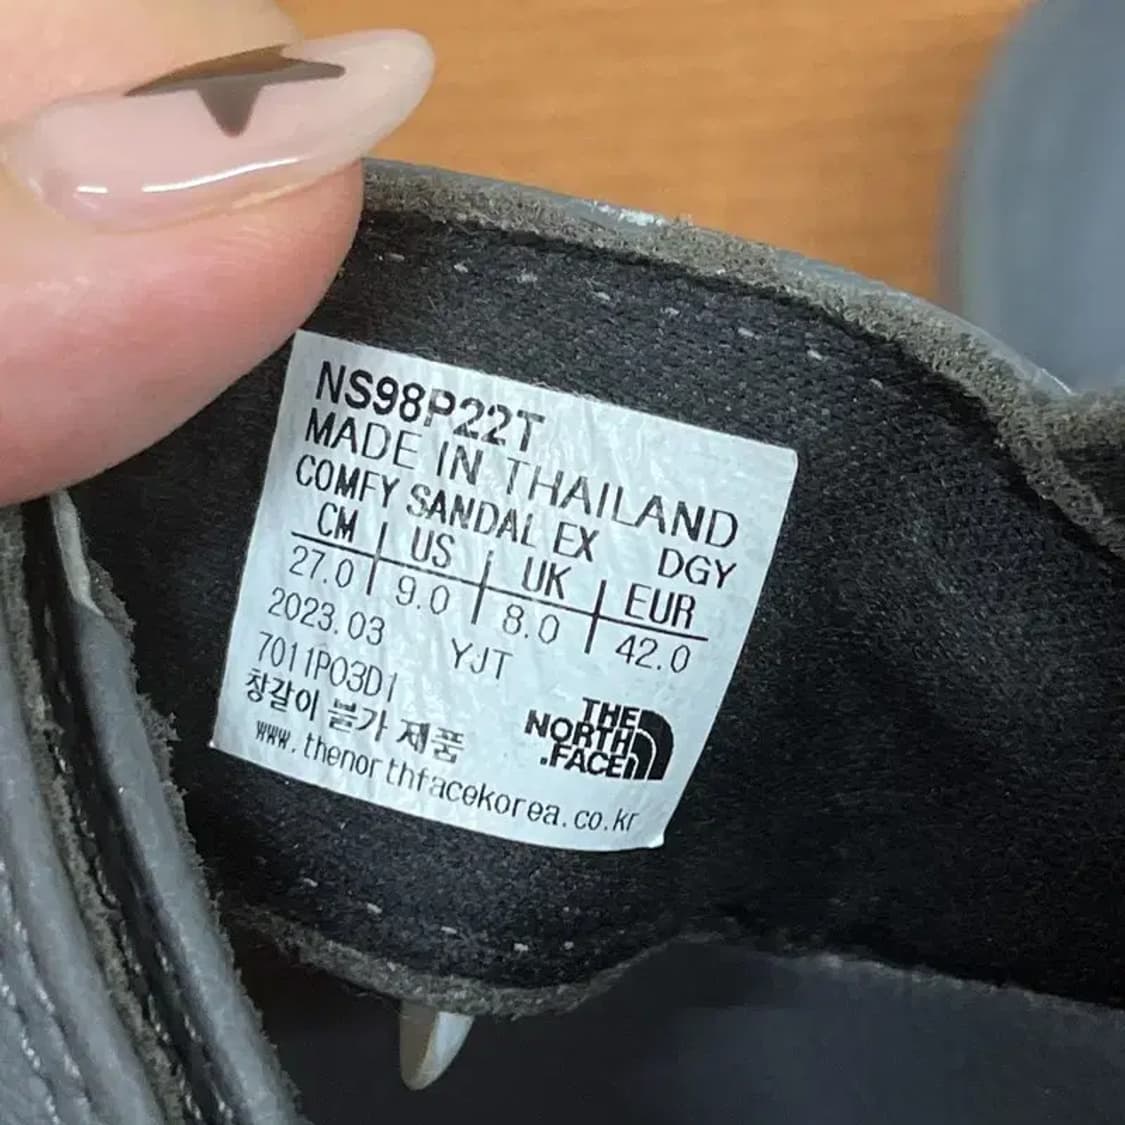 NS98P22T
MADE IN THAILAND
COMFY SANDAL EX DGY
CM US UK EUR
27.0 9.0 8.0 42.0
2023.03 YJT
7011P03D1
창갈이 불가 제품
THE
NORTH
FACE
www.thenorthfacekorea.co.kr